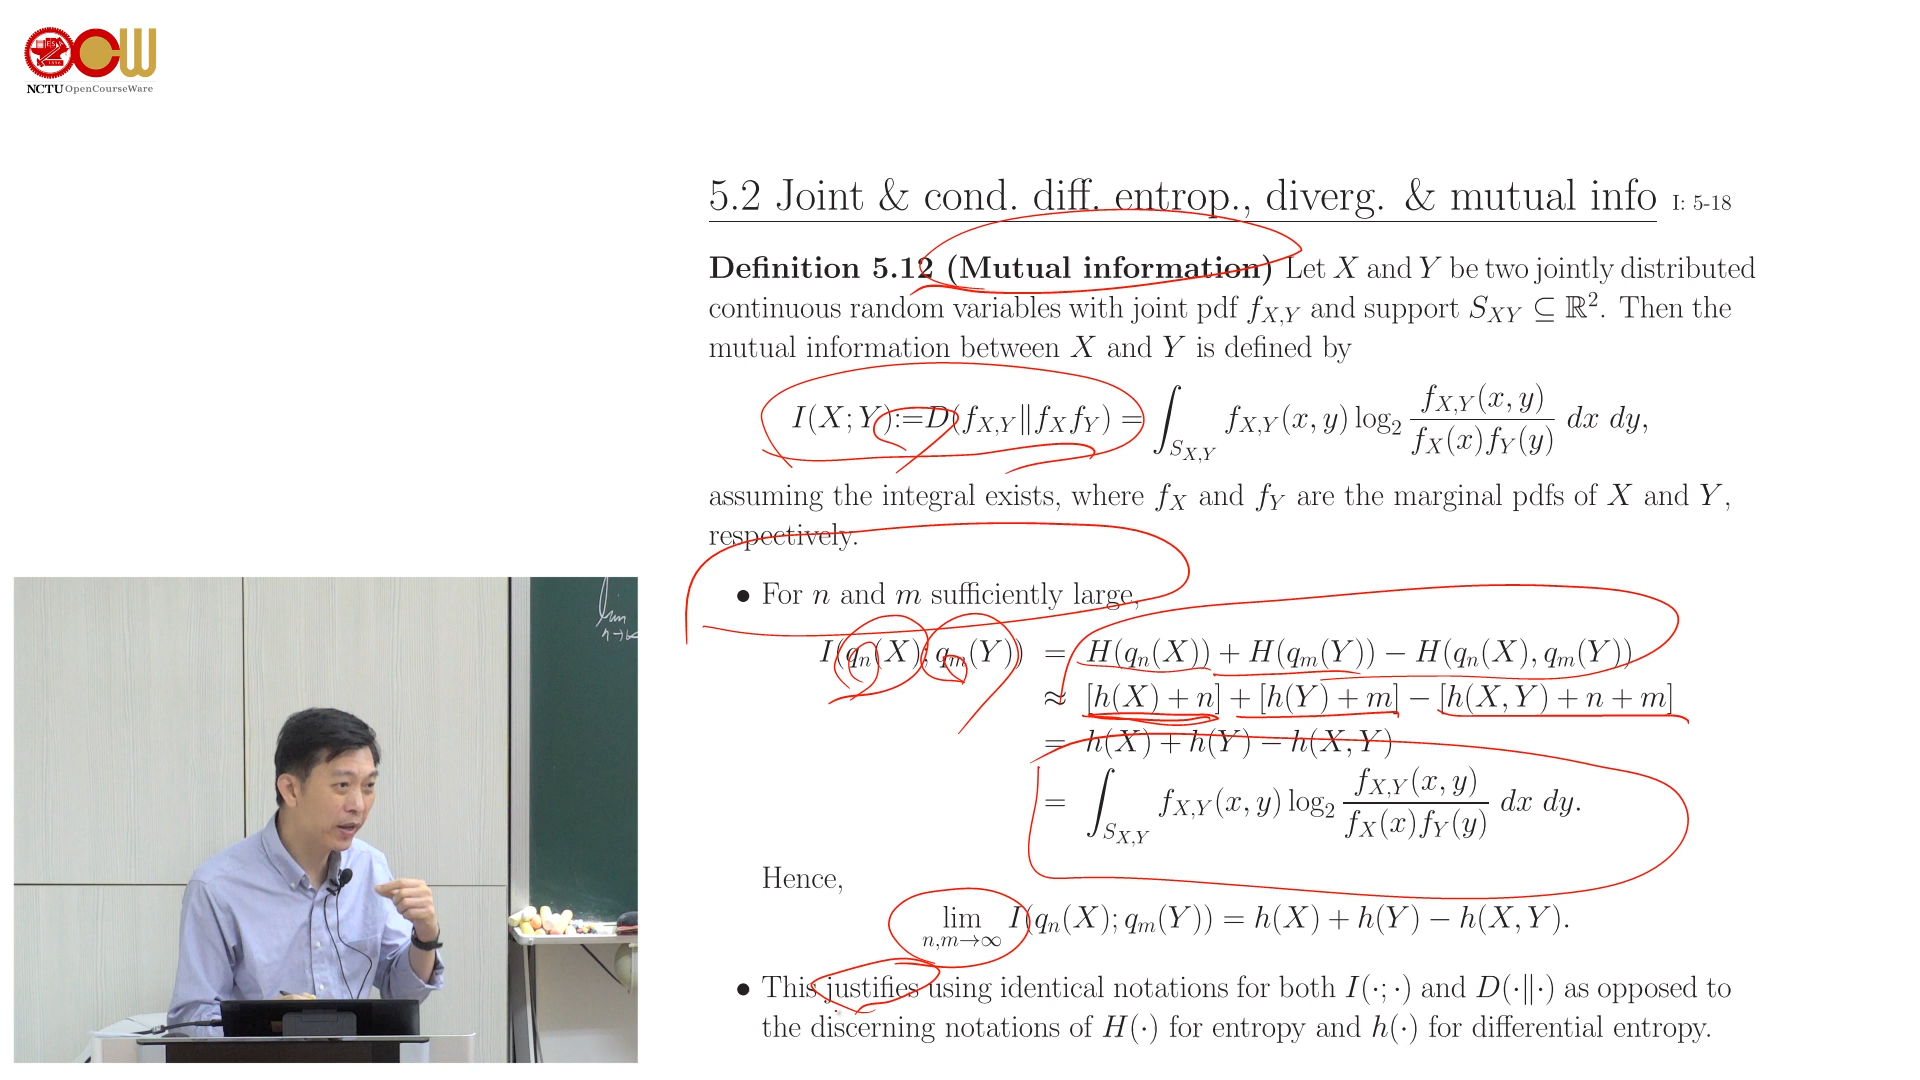 NCTU OpenCourseWare
5.2 Joint & cond. diff. entrop., diverg. & mutual info I: 5-18
Definition 5.12 (Mutual information) Let X and Y be two jointly distributed
continuous random variables with joint pdf f_{X,Y} and support S_{XY} ⊆ ℝ². Then the
mutual information between X and Y is defined by
I(X; Y) := D(f_{X,Y}‖f_X f_Y) = ∫_{S_{X,Y}} f_{X,Y}(x, y) log₂ \frac{f_{X,Y}(x, y)}{f_X(x)f_Y(y)} dx dy,
assuming the integral exists, where f_X and f_Y are the marginal pdfs of X and Y,
respectively.
• For n and m sufficiently large,
I(q_n(X); q_m(Y)) = H(q_n(X)) + H(q_m(Y)) − H(q_n(X), q_m(Y))
≈ [h(X) + n] + [h(Y) + m] − [h(X, Y) + n + m]
= h(X) + h(Y) − h(X, Y)
= ∫_{S_{X,Y}} f_{X,Y}(x, y) log₂ \frac{f_{X,Y}(x, y)}{f_X(x)f_Y(y)} dx dy.
Hence,
lim_{n,m→∞} I(q_n(X); q_m(Y)) = h(X) + h(Y) − h(X, Y).
• This justifies using identical notations for both I(·; ·) and D(·‖·) as opposed to
the discerning notations of H(·) for entropy and h(·) for differential entropy.
lim
n→∞